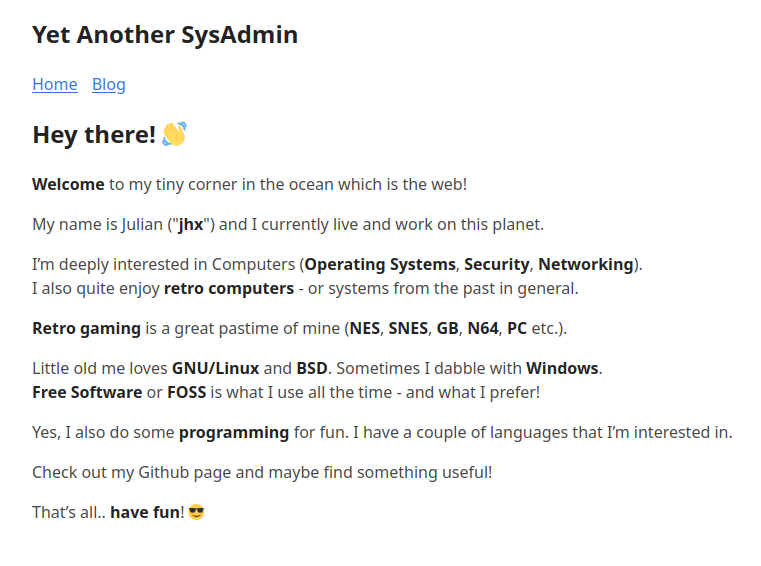 Yet Another SysAdmin
Home Blog
Hey there! 👋
Welcome to my tiny corner in the ocean which is the web!
My name is Julian ("jhx") and I currently live and work on this planet.
I’m deeply interested in Computers (Operating Systems, Security, Networking).
I also quite enjoy retro computers - or systems from the past in general.
Retro gaming is a great pastime of mine (NES, SNES, GB, N64, PC etc.).
Little old me loves GNU/Linux and BSD. Sometimes I dabble with Windows.
Free Software or FOSS is what I use all the time - and what I prefer!
Yes, I also do some programming for fun. I have a couple of languages that I’m interested in.
Check out my Github page and maybe find something useful!
That’s all.. have fun! 😎